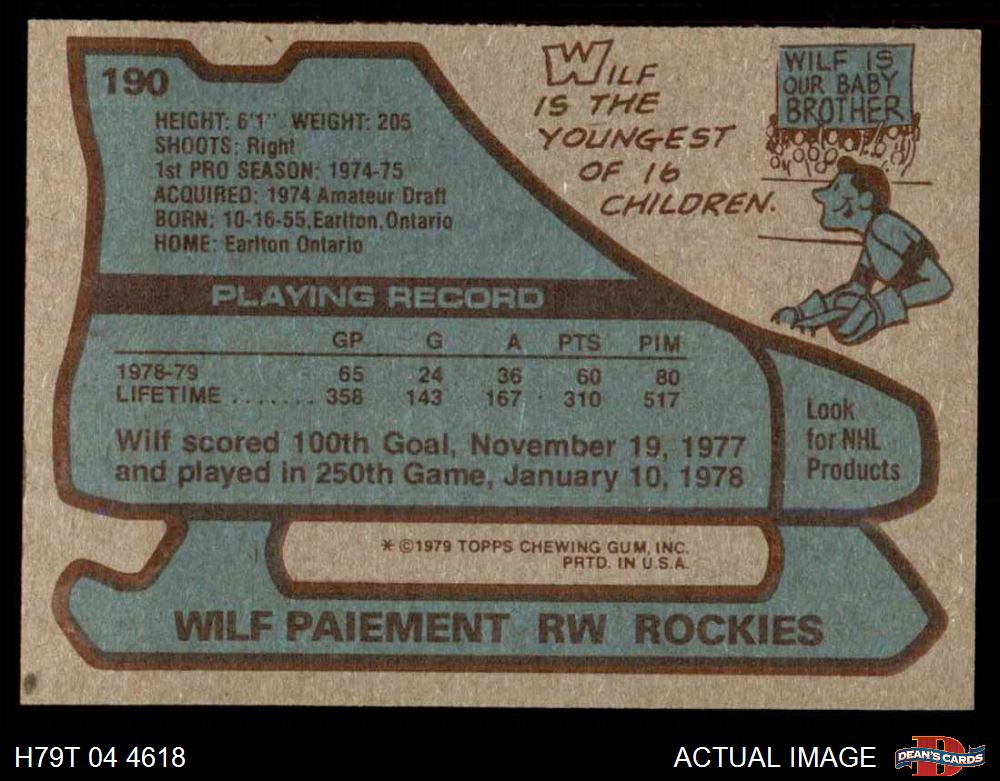 190
HEIGHT: 6'1" WEIGHT: 205
SHOOTS: Right
1st PRO SEASON: 1974-75
ACQUIRED: 1974 Amateur Draft
BORN: 10-16-55, Earlton, Ontario
HOME: Earlton Ontario
WILF
IS THE
YOUNGEST
OF 16
CHILDREN.
WILF IS
OUR BABY
BROTHER
PLAYING RECORD
GP G A PTS PIM
1978-79 65 24 36 60 80
LIFETIME ....... 358 143 167 310 517
Wilf scored 100th Goal, November 19, 1977
and played in 250th Game, January 10, 1978
Look
for NHL
Products
* ©1979 TOPPS CHEWING GUM, INC.
PRTD. IN U.S.A.
WILF PAIEMENT RW ROCKIES
H79T 04 4618
ACTUAL IMAGE
D
DEAN'S CARDS